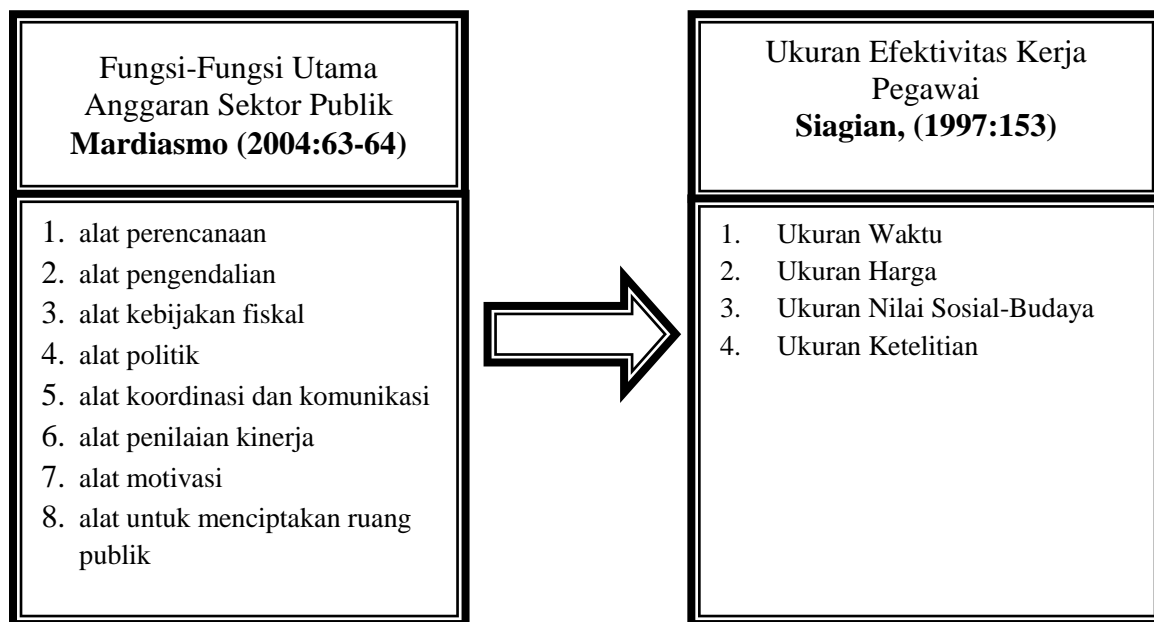 Fungsi-Fungsi Utama
Anggaran Sektor Publik
Mardiasmo (2004:63-64)
1. alat perencanaan
2. alat pengendalian
3. alat kebijakan fiskal
4. alat politik
5. alat koordinasi dan komunikasi
6. alat penilaian kinerja
7. alat motivasi
8. alat untuk menciptakan ruang
publik
Ukuran Efektivitas Kerja
Pegawai
Siagian, (1997:153)
1. Ukuran Waktu
2. Ukuran Harga
3. Ukuran Nilai Sosial-Budaya
4. Ukuran Ketelitian